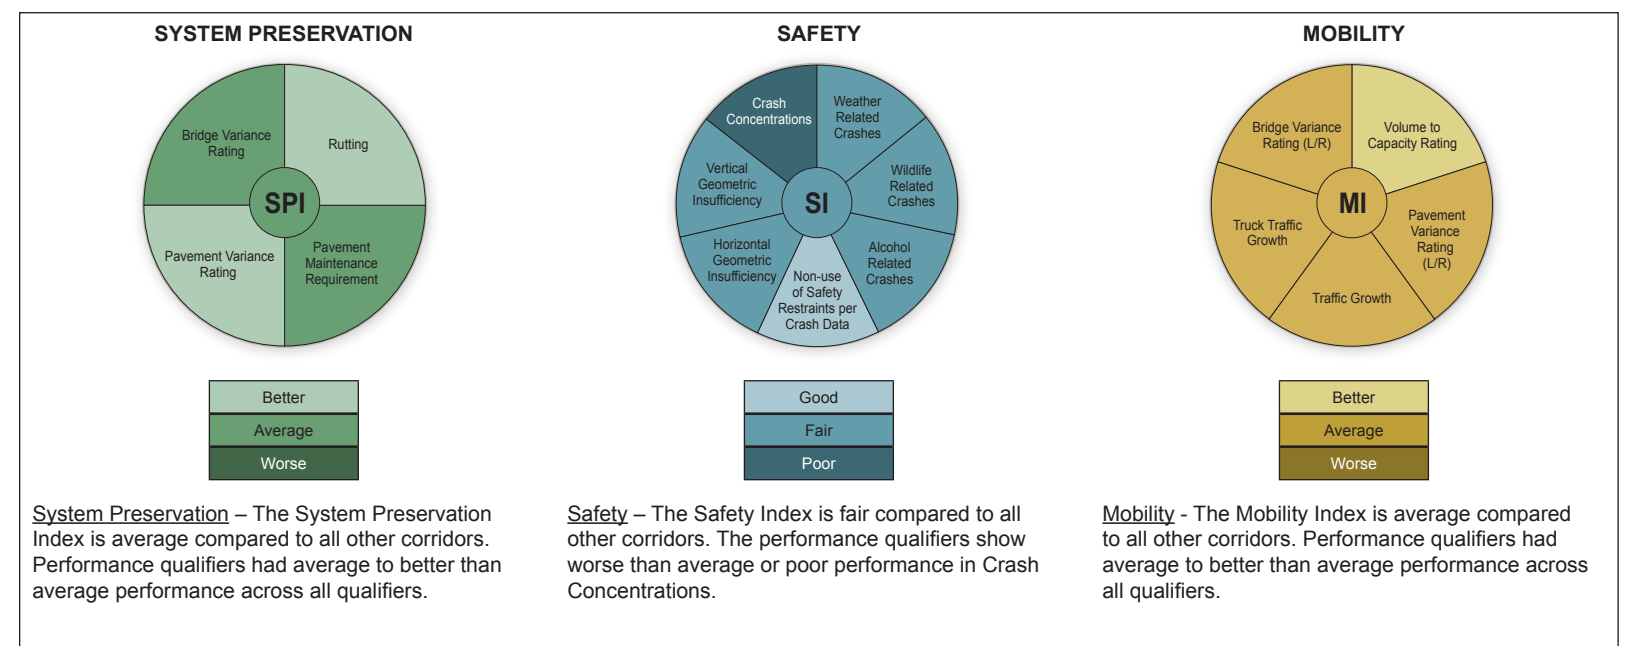 SYSTEM PRESERVATION
Bridge Variance
Rating
Rutting
SPI
Pavement Variance
Rating
Pavement
Maintenance
Requirement
Better
Average
Worse
System Preservation – The System Preservation
Index is average compared to all other corridors.
Performance qualifiers had average to better than
average performance across all qualifiers.
SAFETY
Crash
Concentrations
Weather
Related
Crashes
Vertical
Geometric
Insufficiency
Wildlife
Related
Crashes
SI
Horizontal
Geometric
Insufficiency
Alcohol
Related
Crashes
Non-use
of Safety
Restraints per
Crash Data
Good
Fair
Poor
Safety – The Safety Index is fair compared to all
other corridors. The performance qualifiers show
worse than average or poor performance in Crash
Concentrations.
MOBILITY
Bridge Variance
Rating (L/R)
Volume to
Capacity Rating
MI
Truck Traffic
Growth
Pavement
Variance
Rating
(L/R)
Traffic Growth
Better
Average
Worse
Mobility - The Mobility Index is average compared
to all other corridors. Performance qualifiers had
average to better than average performance across
all qualifiers.